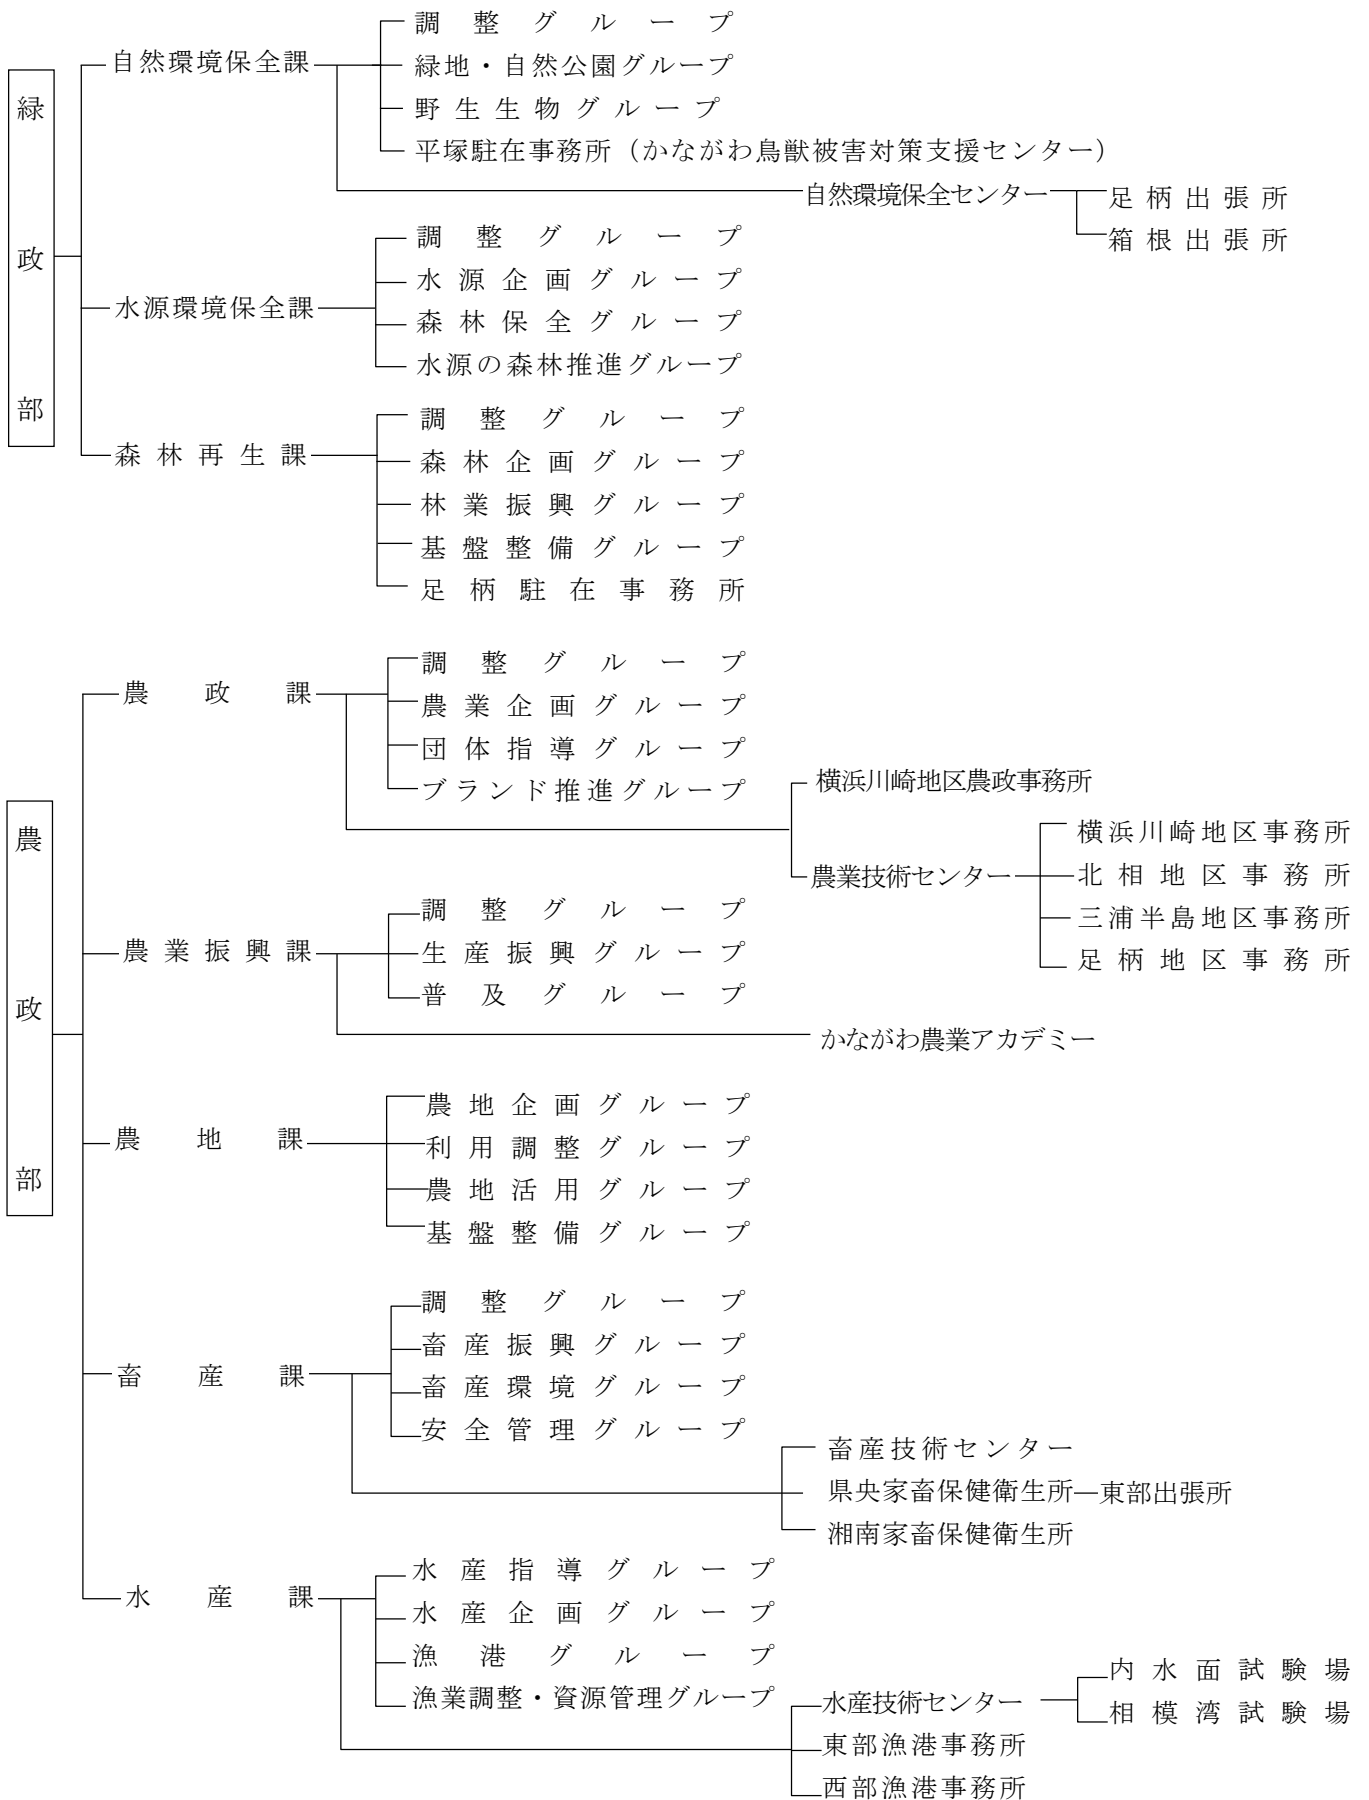 緑政部
自然環境保全課
調整グループ
緑地・自然公園グループ
野生生物グループ
平塚駐在事務所（かながわ鳥獣被害対策支援センター）
自然環境保全センター
足柄出張所
箱根出張所
水源環境保全課
調整グループ
水源企画グループ
森林保全グループ
水源の森林推進グループ
森林再生課
調整グループ
森林企画グループ
林業振興グループ
基盤整備グループ
足柄駐在事務所
農政部
農政課
調整グループ
農業企画グループ
団体指導グループ
ブランド推進グループ
横浜川崎地区農政事務所
農業技術センター
横浜川崎地区事務所
北相地区事務所
三浦半島地区事務所
足柄地区事務所
農業振興課
調整グループ
生産振興グループ
普及グループ
かながわ農業アカデミー
農地課
農地企画グループ
利用調整グループ
農地活用グループ
基盤整備グループ
畜産課
調整グループ
畜産振興グループ
畜産環境グループ
安全管理グループ
畜産技術センター
県央家畜保健衛生所
東部出張所
湘南家畜保健衛生所
水産課
水産指導グループ
水産企画グループ
漁港グループ
漁業調整・資源管理グループ
水産技術センター
内水面試験場
相模湾試験場
東部漁港事務所
西部漁港事務所